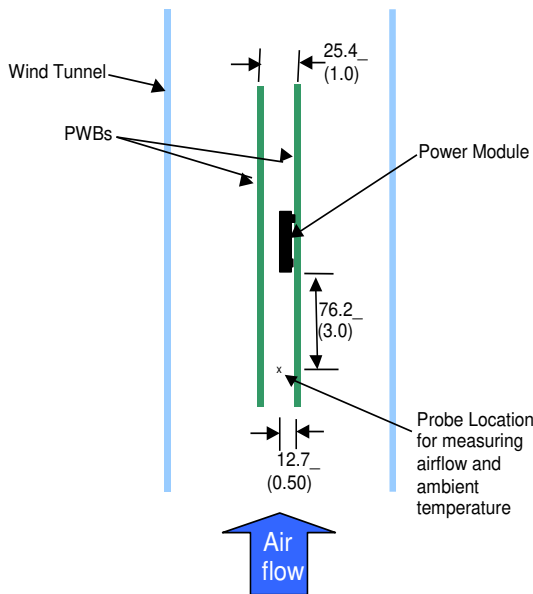 25.4_
(1.0)
Wind Tunnel
PWBs
Power Module
76.2_
(3.0)
x
Probe Location
for measuring
airflow and
ambient
temperature
12.7_
(0.50)
Air
flow